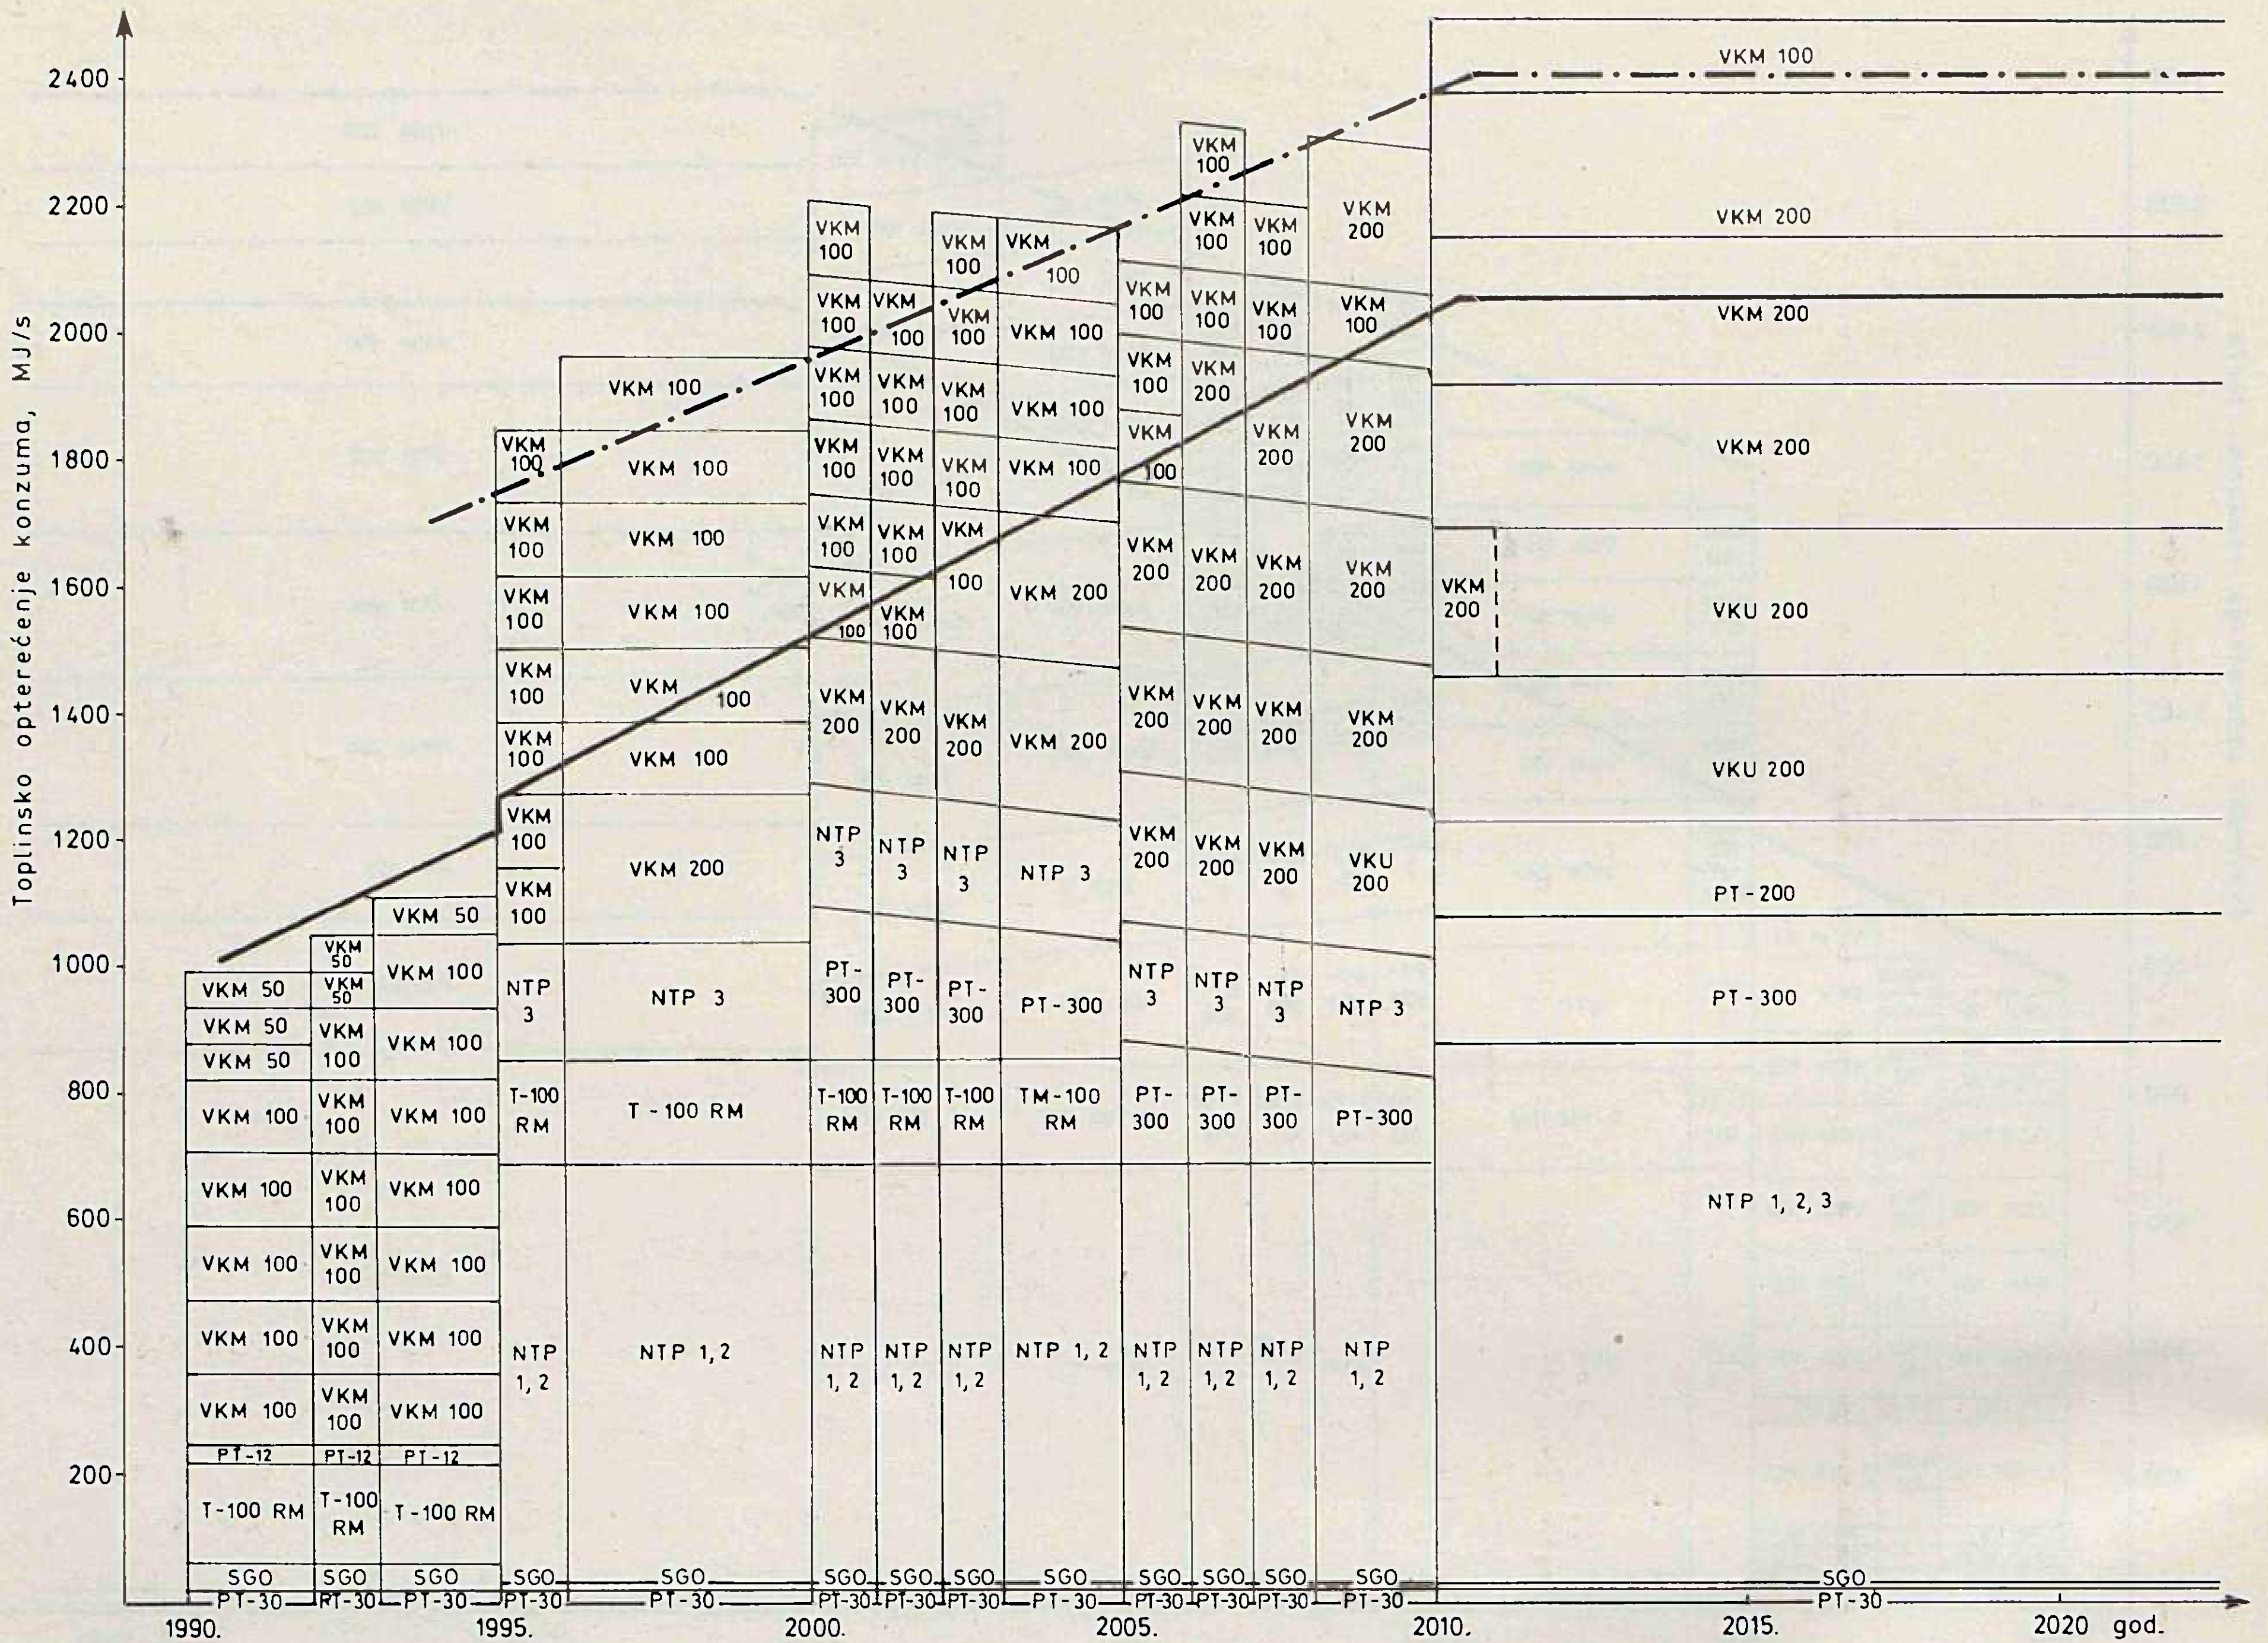 Toplinsko opterećenje konzuma, MJ/s
2400
2200
2000
1800
1600
1400
1200
1000
800
600
400
200
VKM 50
VKM 50
VKM 50
VKM 100
VKM 100
VKM 100
VKM 100
VKM 100
PT-12
T-100 RM
SGO
PT-30
VKM
50
VKM
50
VKM
100
VKM
100
VKM
100
VKM
100
VKM
100
VKM
100
PT-12
T-100
RM
SGO
PT-30
VKM 50
VKM 100
VKM 100
VKM 100
VKM 100
VKM 100
VKM 100
VKM 100
PT-12
T-100 RM
SGO
PT-30
VKM
100
VKM
100
VKM
100
VKM
100
VKM
100
VKM
100
VKM
100
NTP
3
T-100
RM
NTP
1, 2
SGO
PT-30
VKM 100
VKM 100
VKM 100
VKM 100
VKM 100
VKM 100
VKM 200
NTP 3
T - 100 RM
NTP 1, 2
SGO
PT-30
VKM
100
VKM
100
VKM
100
VKM
100
VKM
100
VKM
100
VKM
200
NTP
3
PT-
300
T-100
RM
NTP
1, 2
SGO
PT-30
VKM
100
VKM
100
VKM
100
VKM
100
VKM
100
VKM
200
NTP
3
PT-
300
T-100
RM
NTP
1, 2
SGO
PT-30
VKM
100
VKM
100
VKM
100
VKM
100
VKM
100
VKM
200
NTP
3
PT-
300
T-100
RM
NTP
1, 2
SGO
PT-30
VKM
100
VKM 100
VKM 100
VKM 100
VKM 200
VKM 200
NTP 3
PT-300
TM-100
RM
NTP 1, 2
SGO
PT-30
VKM
100
VKM
100
VKM
100
VKM
200
VKM
200
VKM
200
NTP
3
PT-
300
NTP
1, 2
SGO
PT-30
VKM
100
VKM
100
VKM
100
VKM
200
VKM
200
VKM
200
VKM
200
NTP
3
PT-
300
NTP
1, 2
SGO
PT-30
VKM
100
VKM
100
VKM
200
VKM
200
VKM
200
VKM
200
NTP
3
PT-
300
NTP
1, 2
SGO
PT-30
VKM
200
VKM
100
VKM
200
VKM
200
VKM
200
VKU
200
NTP 3
PT-300
NTP
1, 2
SGO
PT-30
VKM 100
VKM 200
VKM 200
VKM 200
VKM
200
VKU 200
VKU 200
PT-200
PT-300
NTP 1, 2, 3
SGO
PT-30
1990. 1995. 2000. 2005. 2010. 2015. 2020 god.